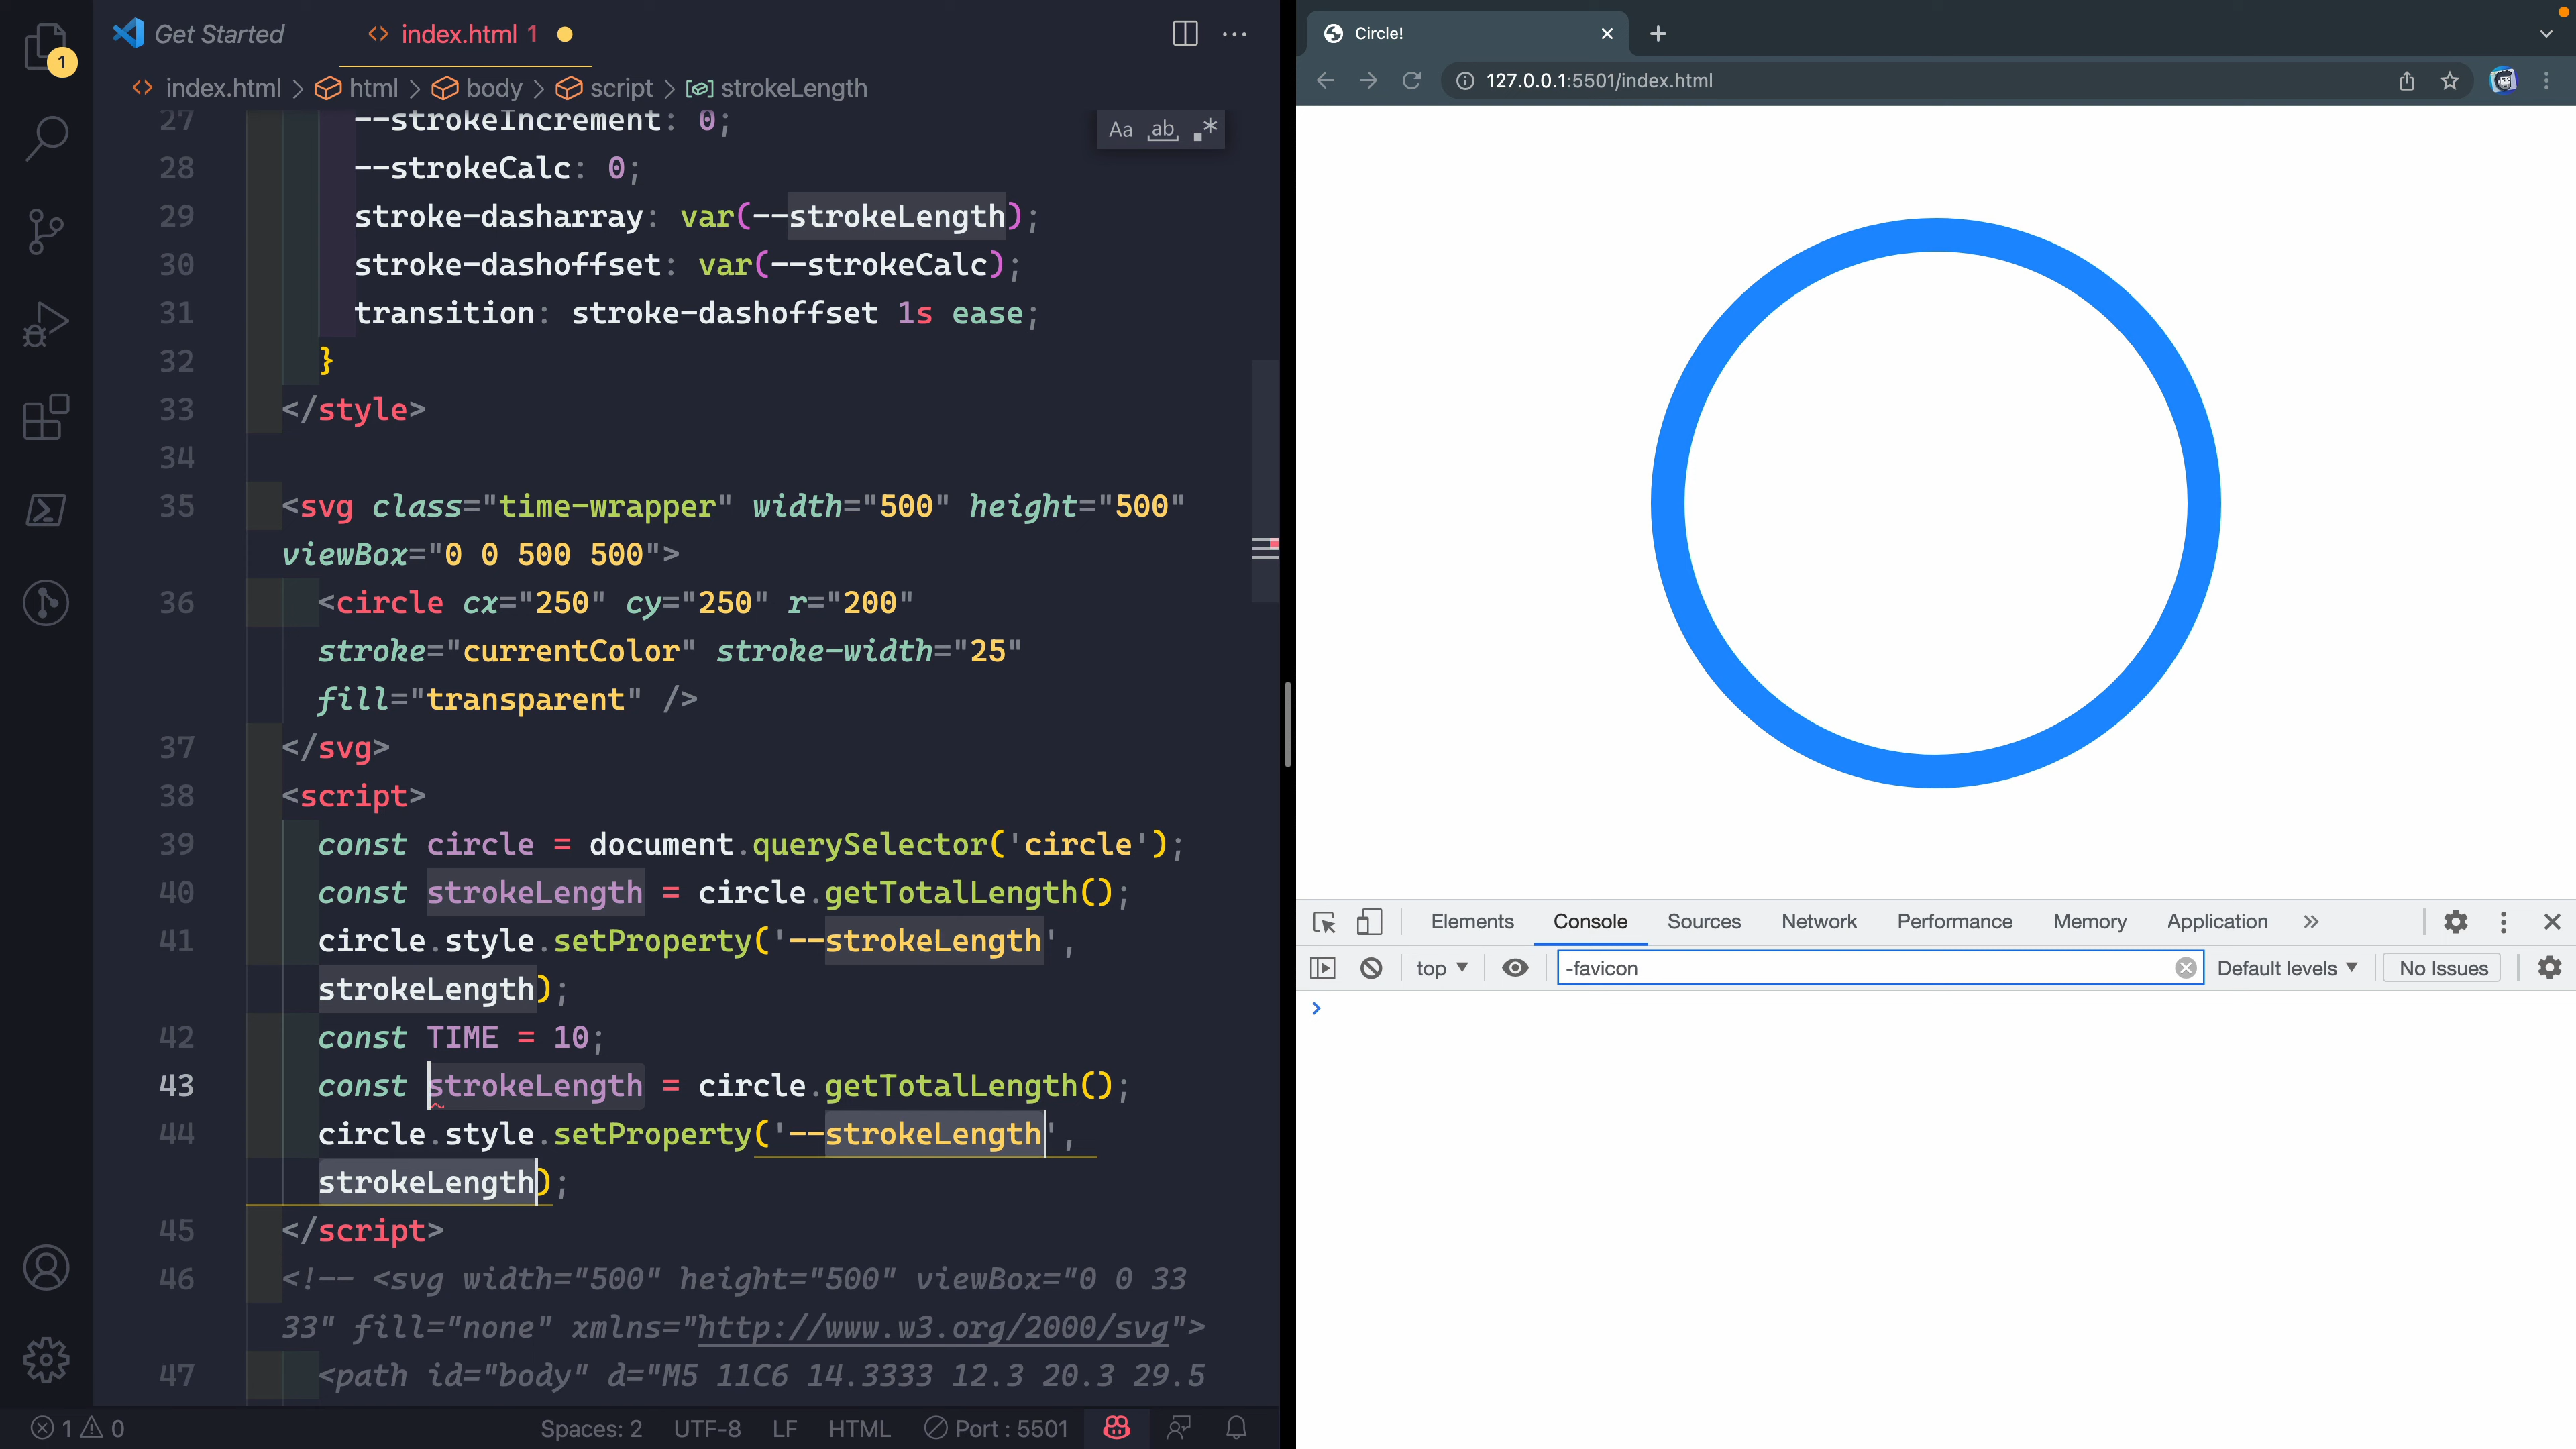 Get Started
index.html 1
index.html > html > body > script > strokeLength
27 --strokeIncrement: 0;
Aa ab .*
28 --strokeCalc: 0;
29 stroke-dasharray: var(--strokeLength);
30 stroke-dashoffset: var(--strokeCalc);
31 transition: stroke-dashoffset 1s ease;
32 }
33 </style>
34
35 <svg class="time-wrapper" width="500" height="500"
viewBox="0 0 500 500">
36 <circle cx="250" cy="250" r="200"
stroke="currentColor" stroke-width="25"
fill="transparent" />
37 </svg>
38 <script>
39 const circle = document.querySelector('circle');
40 const strokeLength = circle.getTotalLength();
41 circle.style.setProperty('--strokeLength',
strokeLength);
42 const TIME = 10;
43 const strokeLength = circle.getTotalLength();
44 circle.style.setProperty('--strokeLength',
strokeLength);
45 </script>
46 <!-- <svg width="500" height="500" viewBox="0 0 33
33" fill="none" xmlns="http://www.w3.org/2000/svg">
47 <path id="body" d="M5 11C6 14.3333 12.3 20.3 29.5
1
1 0
Spaces: 2 UTF-8 LF HTML Port : 5501
Circle!
127.0.0.1:5501/index.html
Elements Console Sources Network Performance Memory Application
top -favicon Default levels No Issues